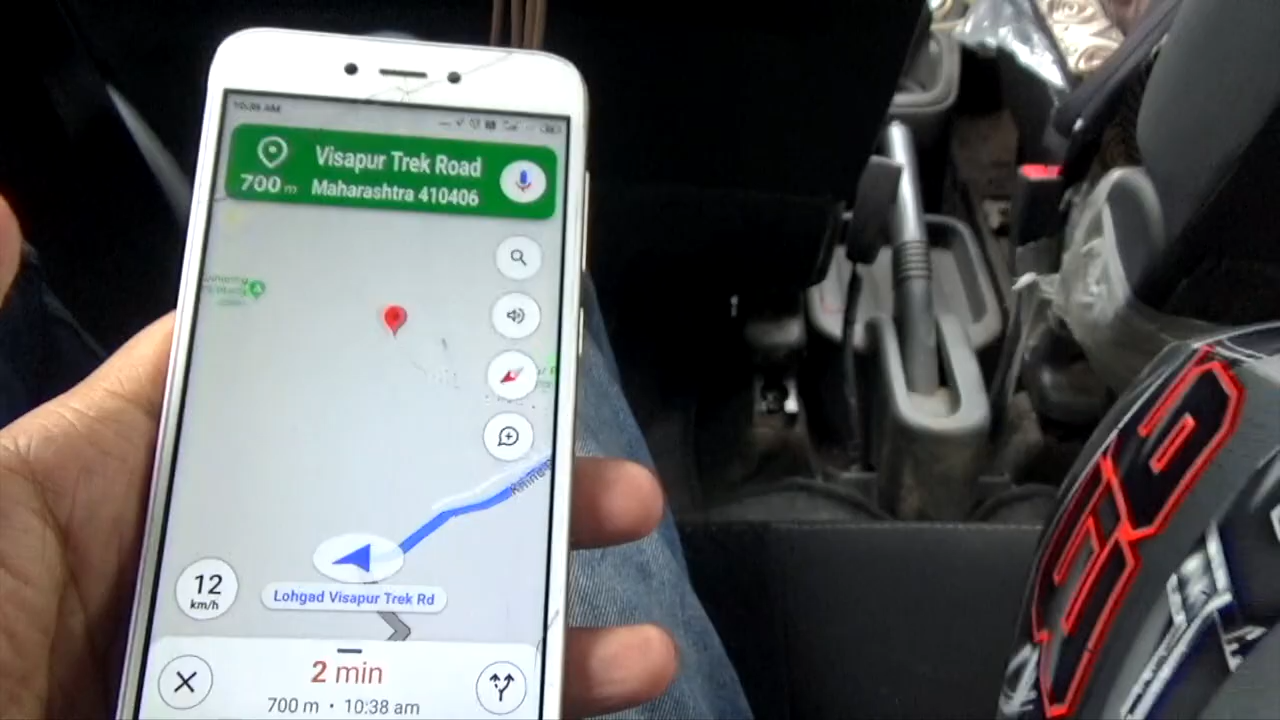 10:36 AM
Visapur Trek Road
700 m
Maharashtra 410406
12
km/h
Lohgad Visapur Trek Rd
2 min
700 m • 10:38 am